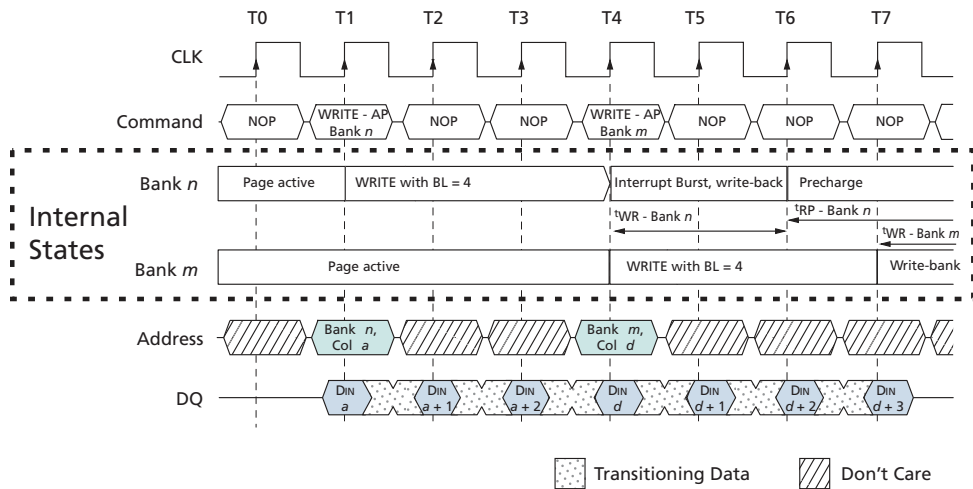 T0 T1 T2 T3 T4 T5 T6 T7
CLK
Command NOP WRITE - AP Bank n NOP NOP WRITE - AP Bank m NOP NOP NOP
Internal States
Bank n Page active WRITE with BL = 4 Interrupt Burst, write-back Precharge
tWR - Bank n tRP - Bank n
tWR - Bank m
Bank m Page active WRITE with BL = 4 Write-bank
Address Bank n, Col a Bank m, Col d
DQ DIN a DIN a + 1 DIN a + 2 DIN d DIN d + 1 DIN d + 2 DIN d + 3
Transitioning Data Don't Care